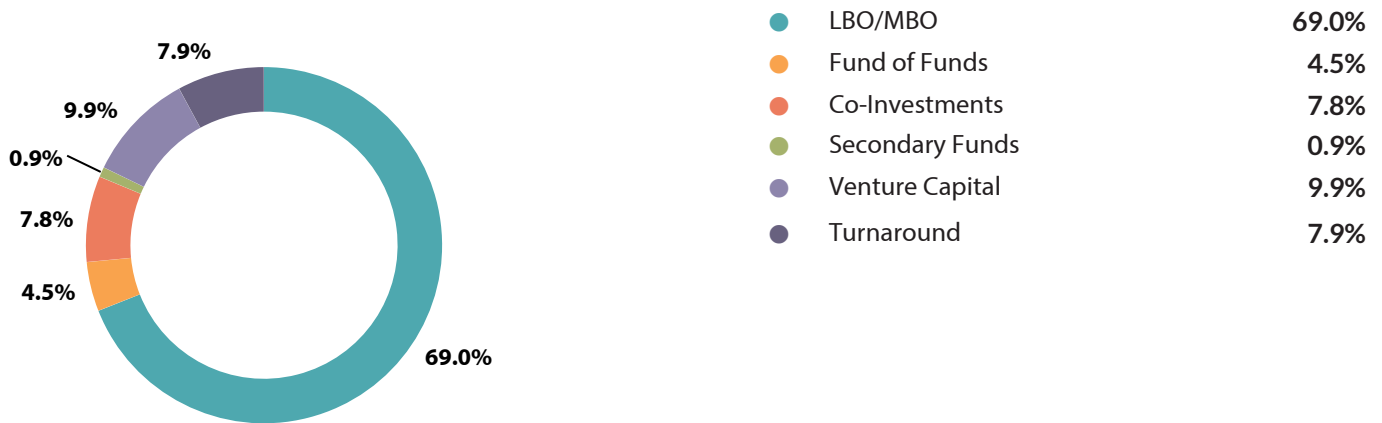 7.9%
9.9%
0.9%
7.8%
4.5%
69.0%
LBO/MBO 69.0%
Fund of Funds 4.5%
Co-Investments 7.8%
Secondary Funds 0.9%
Venture Capital 9.9%
Turnaround 7.9%